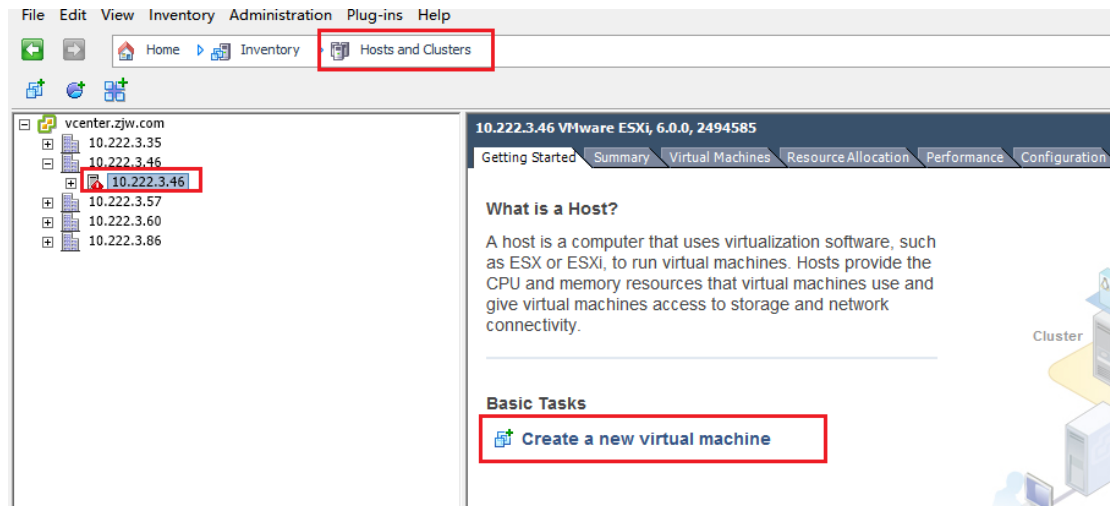 File Edit View Inventory Administration Plug-ins Help
Home Inventory Hosts and Clusters
vcenter.zjw.com
10.222.3.35
10.222.3.46
10.222.3.46
10.222.3.57
10.222.3.60
10.222.3.86
10.222.3.46 VMware ESXi, 6.0.0, 2494585
Getting Started Summary Virtual Machines Resource Allocation Performance Configuration
What is a Host?
A host is a computer that uses virtualization software, such
as ESX or ESXi, to run virtual machines. Hosts provide the
CPU and memory resources that virtual machines use and
give virtual machines access to storage and network
connectivity.
Cluster
Basic Tasks
Create a new virtual machine